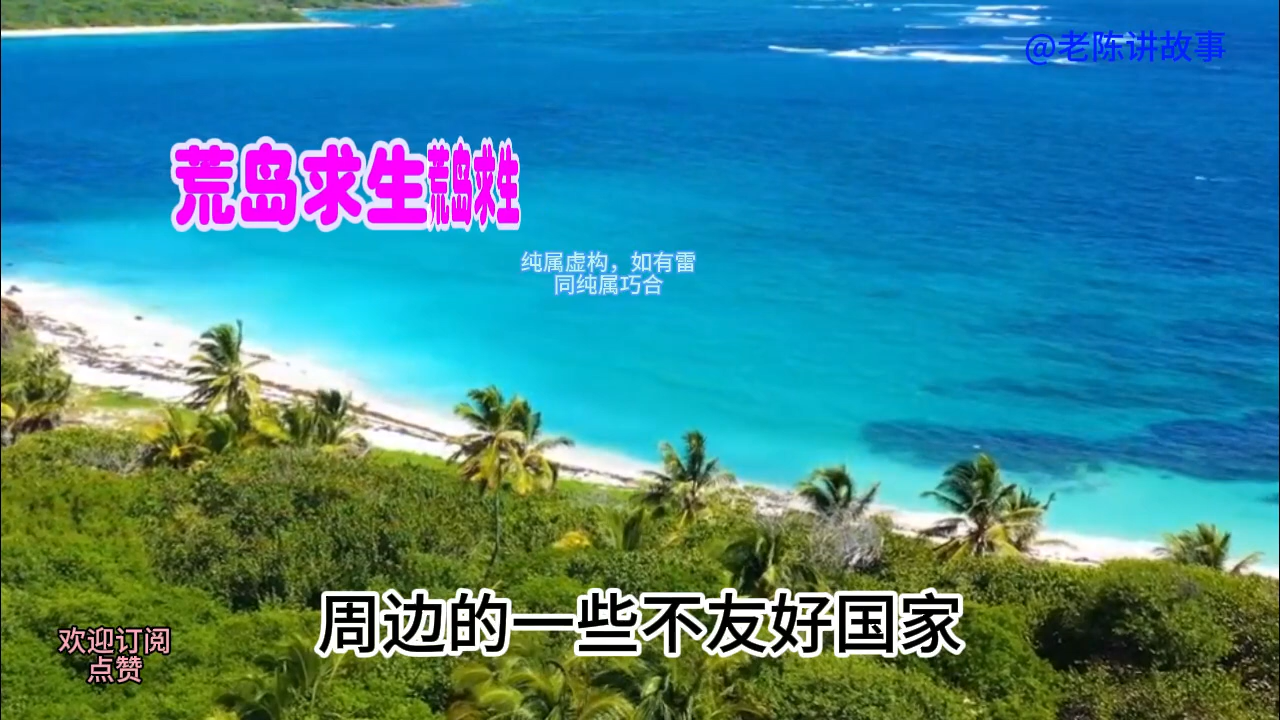 @老陈讲故事
荒岛求生荒岛求生
纯属虚构，如有雷
同纯属巧合
周边的一些不友好国家
欢迎订阅
点赞